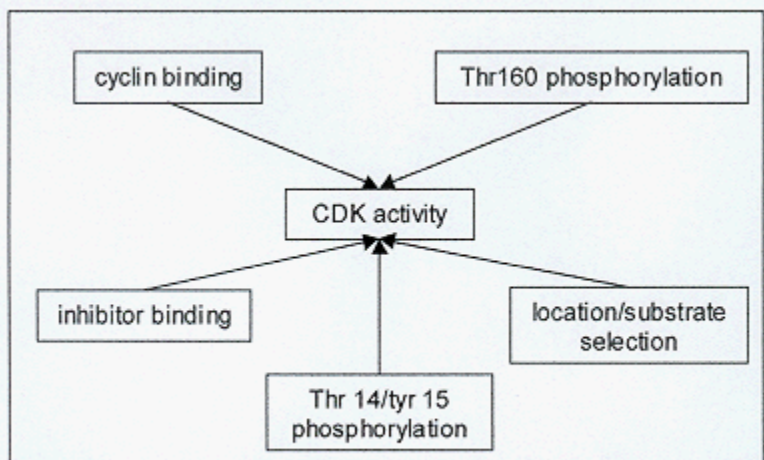 cyclin binding
Thr160 phosphorylation
CDK activity
inhibitor binding
location/substrate
selection
Thr 14/tyr 15
phosphorylation